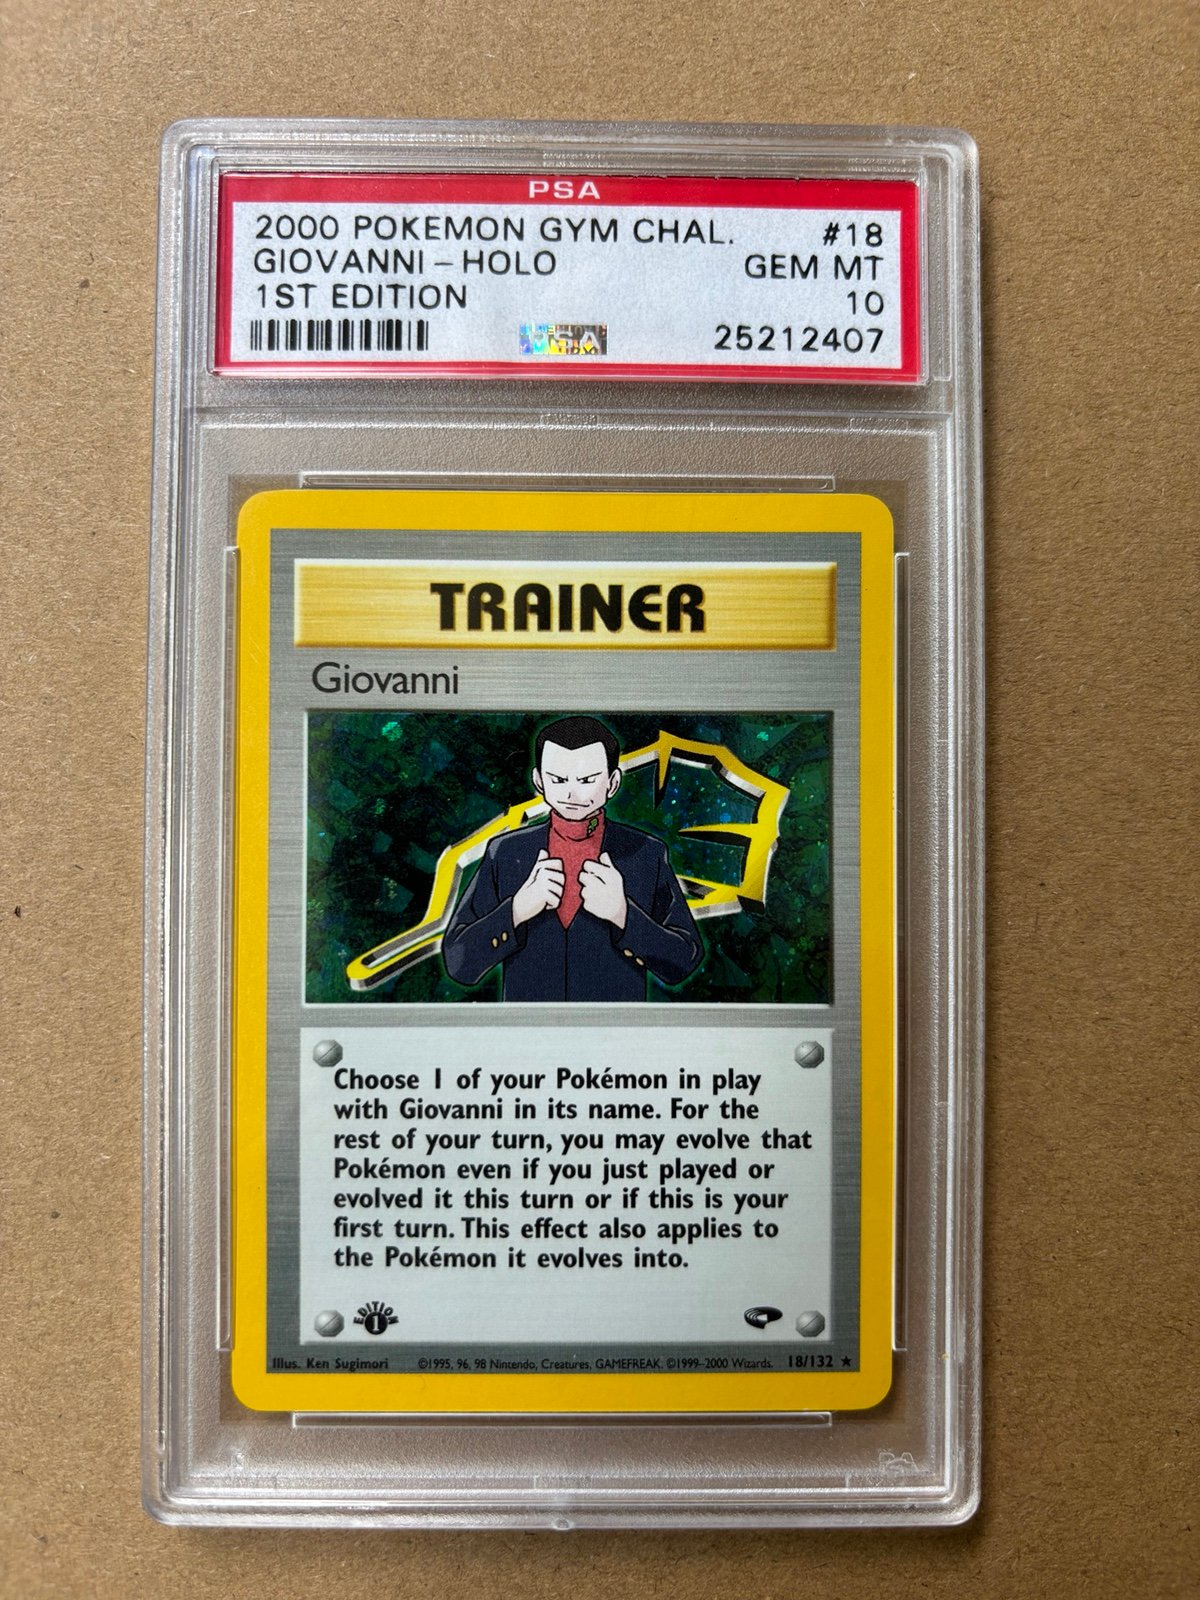 PSA
2000 POKEMON GYM CHAL. #18
GIOVANNI - HOLO GEM MT
1ST EDITION 10
25212407
PSA
TRAINER
Giovanni
Choose 1 of your Pokémon in play
with Giovanni in its name. For the
rest of your turn, you may evolve that
Pokémon even if you just played or
evolved it this turn or if this is your
first turn. This effect also applies to
the Pokémon it evolves into.
EDITION
1
Illus. Ken Sugimori ©1995, 96, 98 Nintendo, Creatures, GAMEFREAK. ©1999–2000 Wizards. 18/132 ★
PSA